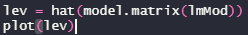 lev = hat(model.matrix(lmMod))
plot(lev)